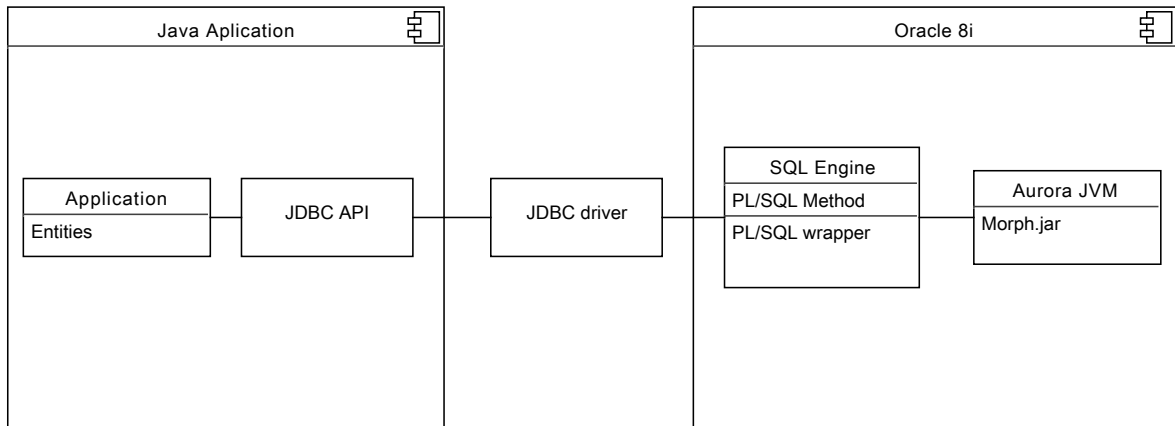 Java Aplication
Oracle 8i
Application
Entities
JDBC API
JDBC driver
SQL Engine
PL/SQL Method
PL/SQL wrapper
Aurora JVM
Morph.jar